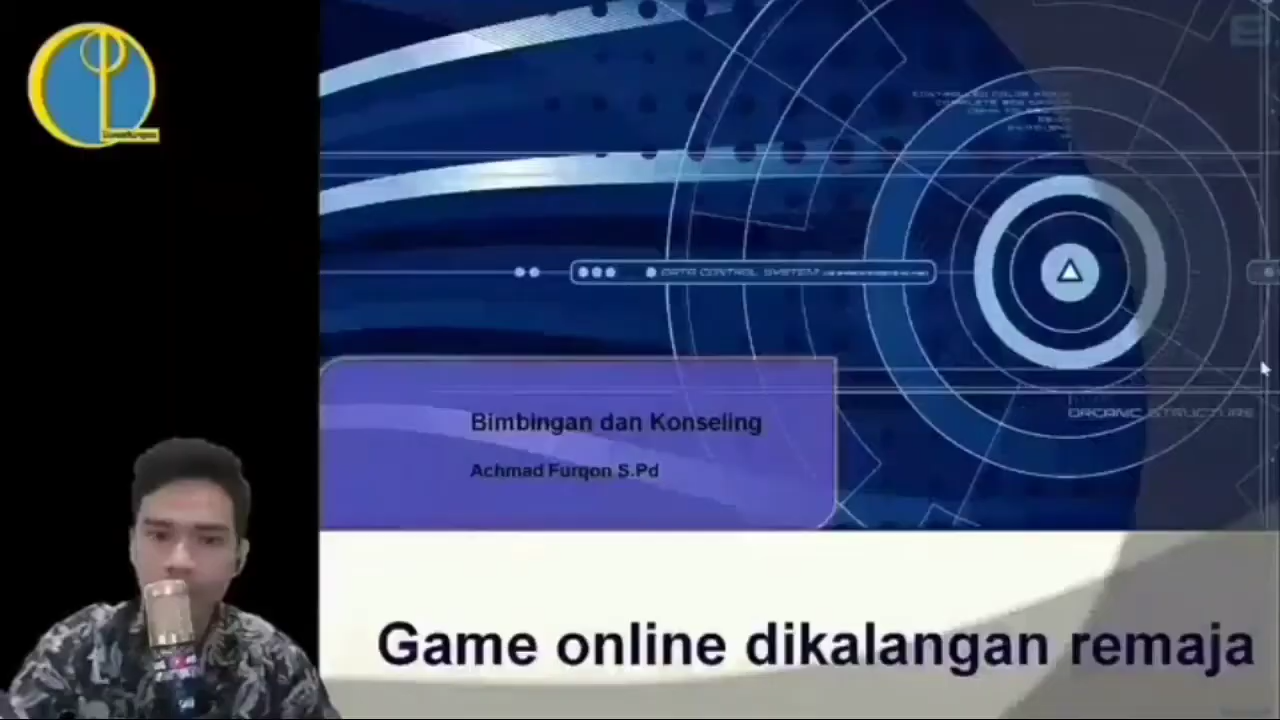 DATA CONTROL SYSTEM
ORGANIC STRUCTURE
Bimbingan dan Konseling
Achmad Furqon S.Pd
Game online dikalangan remaja